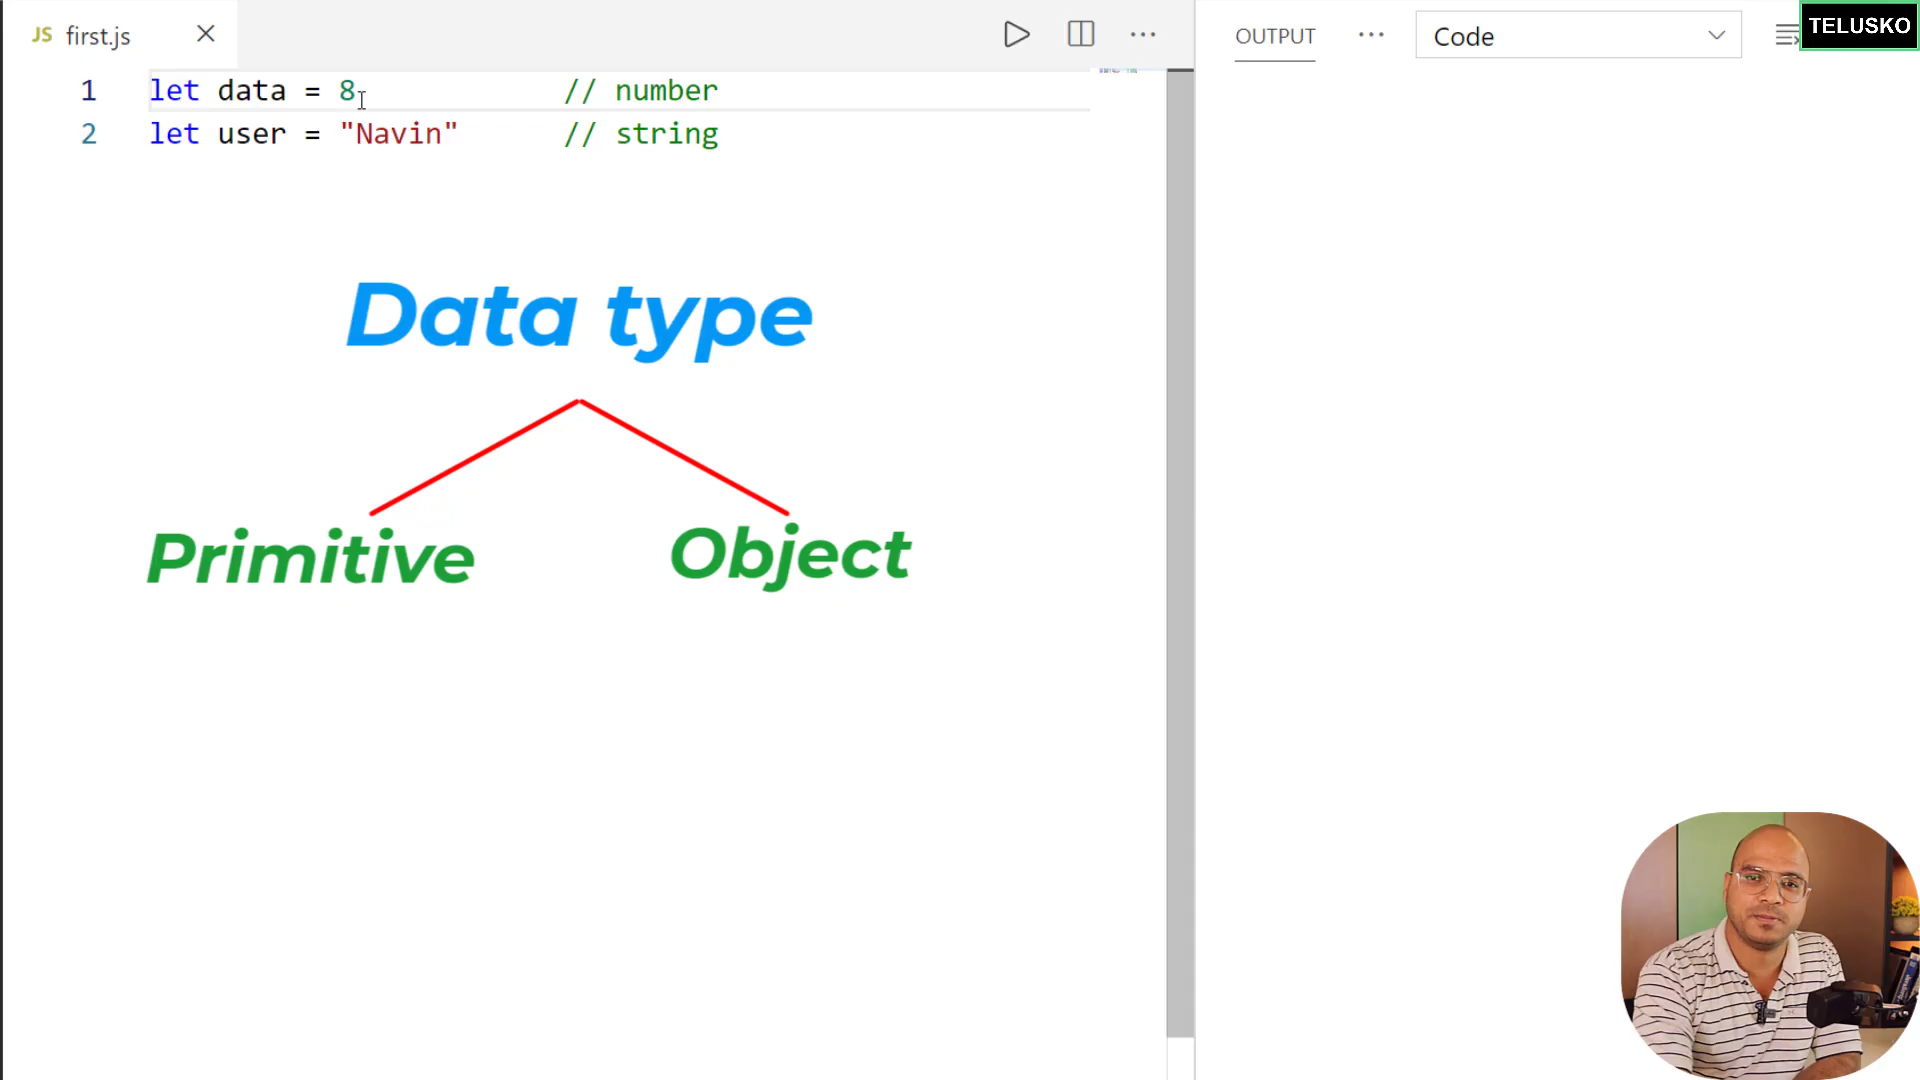 JS first.js
OUTPUT
Code
TELUSKO
1 let data = 8 // number
2 let user = "Navin" // string
Data type
Primitive
Object